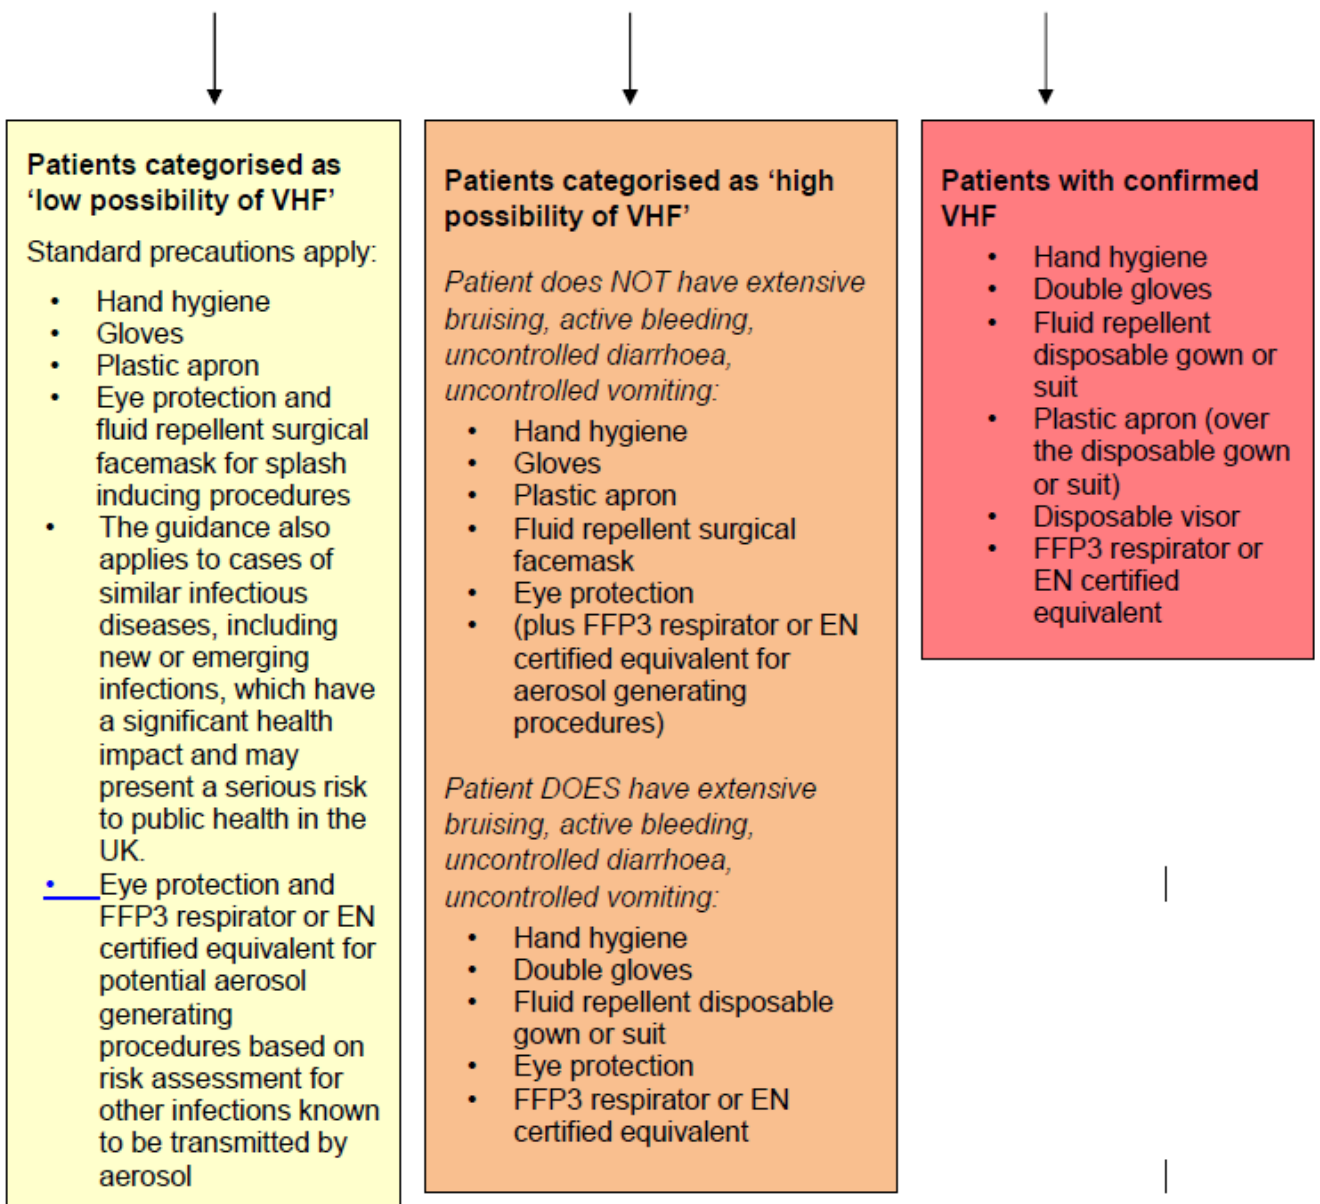 Patients categorised as
‘low possibility of VHF’
Standard precautions apply:
• Hand hygiene
• Gloves
• Plastic apron
• Eye protection and
fluid repellent surgical
facemask for splash
inducing procedures
• The guidance also
applies to cases of
similar infectious
diseases, including
new or emerging
infections, which have
a significant health
impact and may
present a serious risk
to public health in the
UK.
• Eye protection and
FFP3 respirator or EN
certified equivalent for
potential aerosol
generating
procedures based on
risk assessment for
other infections known
to be transmitted by
aerosol
Patients categorised as ‘high
possibility of VHF’
Patient does NOT have extensive
bruising, active bleeding,
uncontrolled diarrhoea,
uncontrolled vomiting:
• Hand hygiene
• Gloves
• Plastic apron
• Fluid repellent surgical
facemask
• Eye protection
• (plus FFP3 respirator or EN
certified equivalent for
aerosol generating
procedures)
Patient DOES have extensive
bruising, active bleeding,
uncontrolled diarrhoea,
uncontrolled vomiting:
• Hand hygiene
• Double gloves
• Fluid repellent disposable
gown or suit
• Eye protection
• FFP3 respirator or EN
certified equivalent
Patients with confirmed
VHF
• Hand hygiene
• Double gloves
• Fluid repellent
disposable gown or
suit
• Plastic apron (over
the disposable gown
or suit)
• Disposable visor
• FFP3 respirator or
EN certified
equivalent